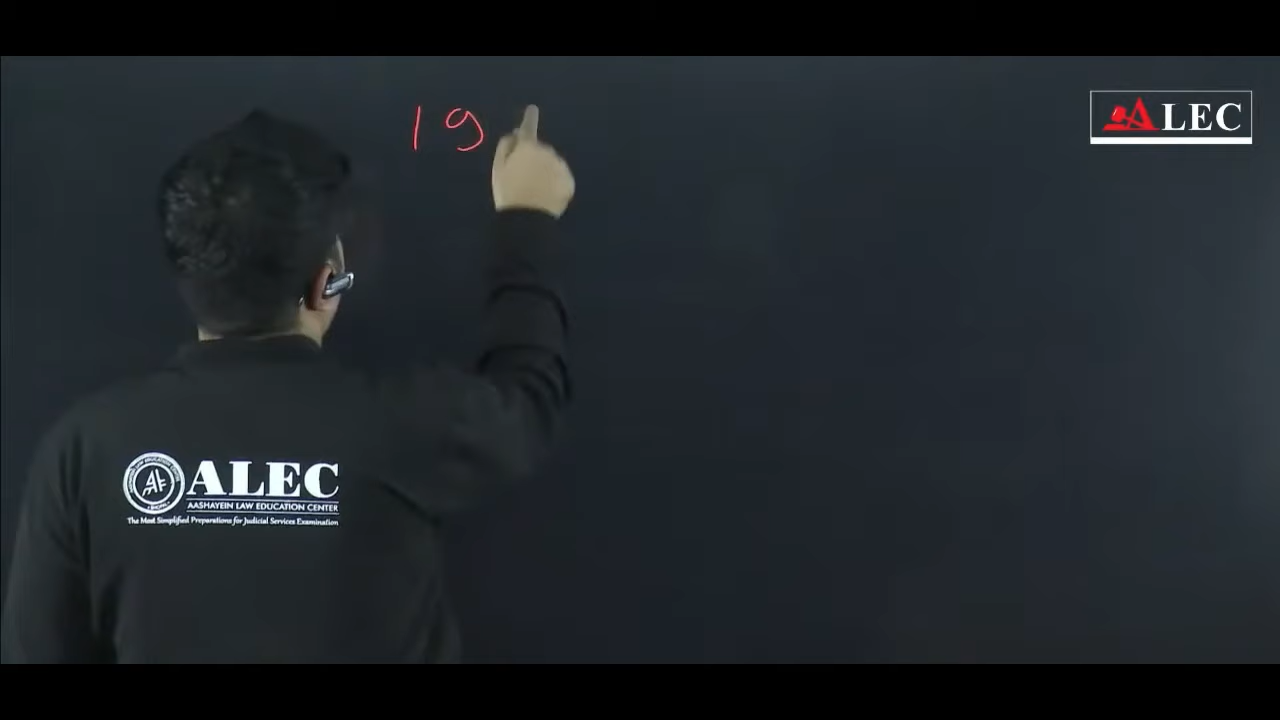 19
ALEC
ALEC
AASHAYEIN LAW EDUCATION CENTER
The Most Simplified Preparations for Judicial Services Examination